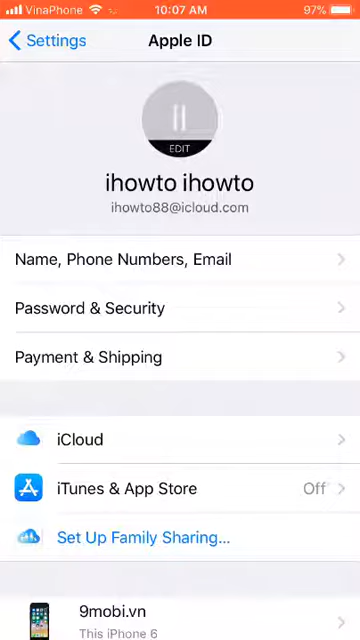 VinaPhone 10:07 AM 97%
Settings Apple ID
EDIT
ihowto ihowto
ihowto88@icloud.com
Name, Phone Numbers, Email
Password & Security
Payment & Shipping
iCloud
iTunes & App Store Off
Set Up Family Sharing...
9mobi.vn
This iPhone 6